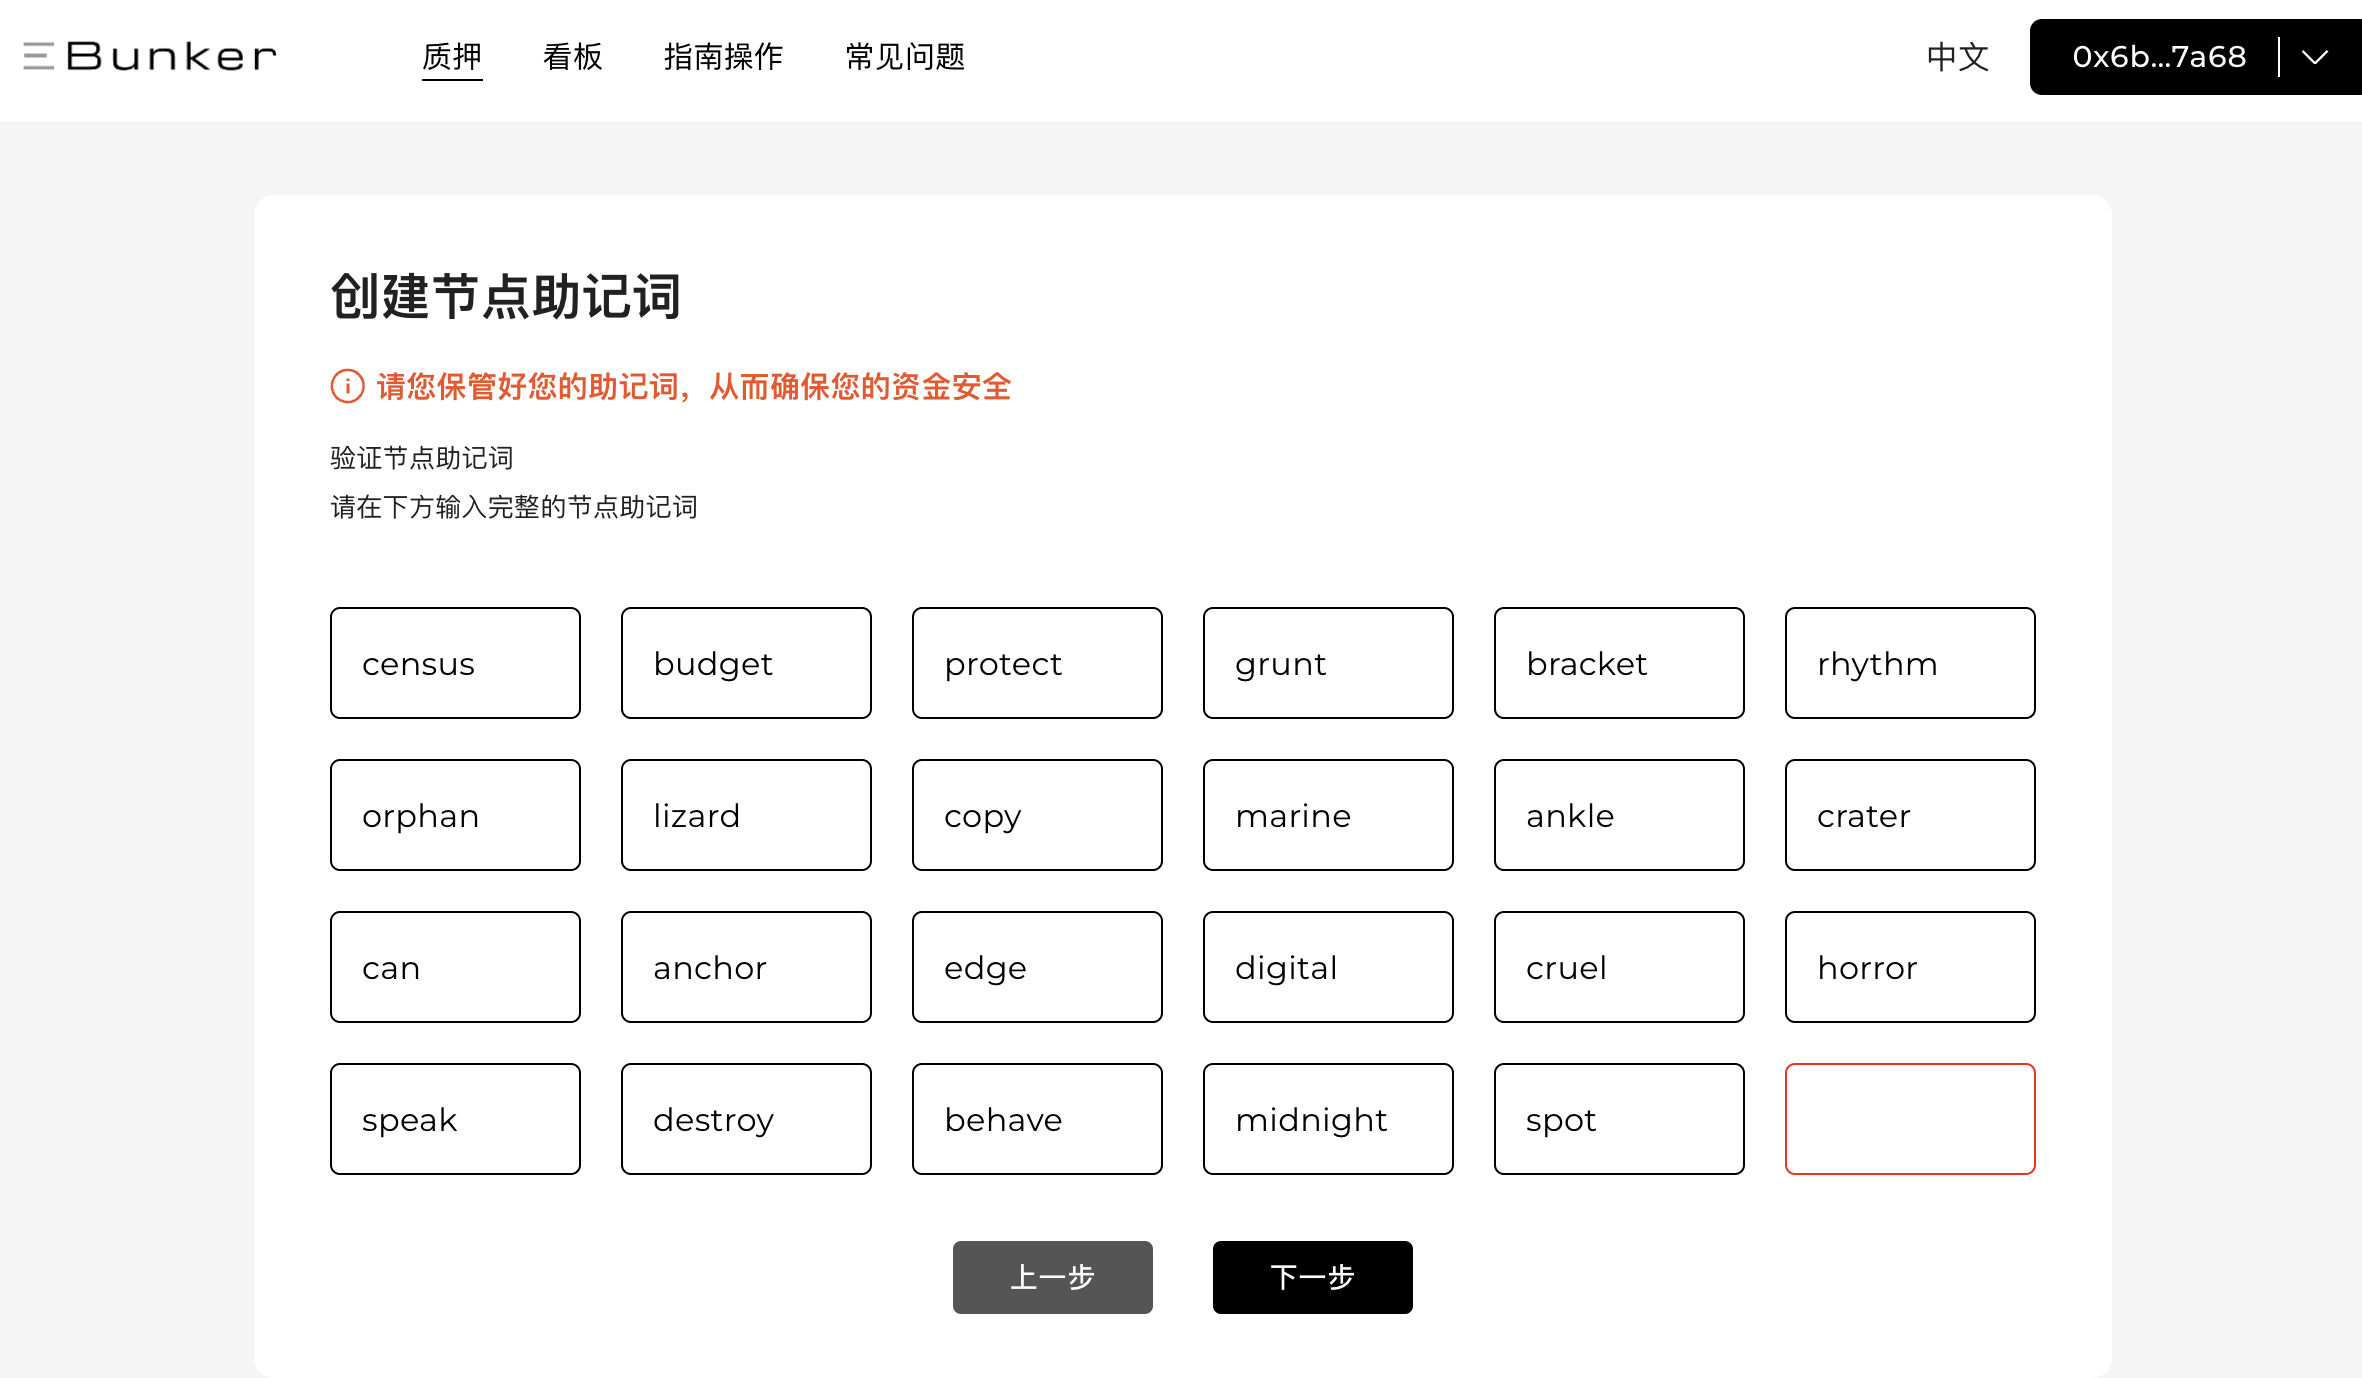 Bunker 质押 看板 指南操作 常见问题 中文 0x6b...7a68
创建节点助记词
请您保管好您的助记词，从而确保您的资金安全
验证节点助记词
请在下方输入完整的节点助记词
census budget protect grunt bracket rhythm
orphan lizard copy marine ankle crater
can anchor edge digital cruel horror
speak destroy behave midnight spot
上一步 下一步